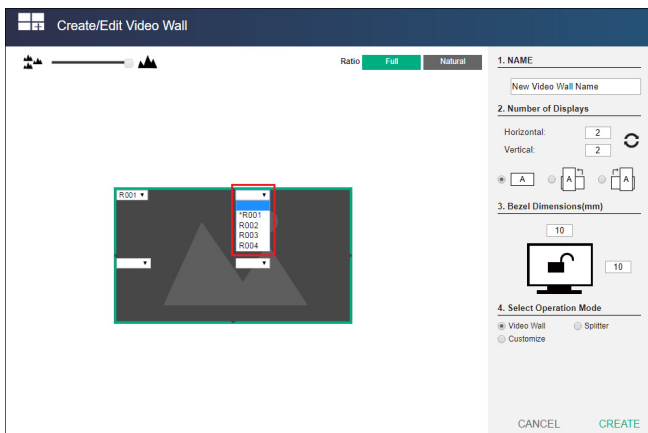 Create/Edit Video Wall
Ratio
Full
Natural
R001
*R001
R002
R003
R004
1. NAME
New Video Wall Name
2. Number of Displays
Horizontal:
2
Vertical:
2
A
A
A
3. Bezel Dimensions(mm)
10
10
4. Select Operation Mode
Video Wall
Splitter
Customize
CANCEL
CREATE